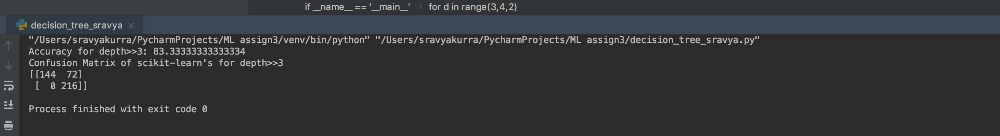 if __name__ == '__main__' › for d in range(3,4,2)
decision_tree_sravya ×
"/Users/sravyakurra/PycharmProjects/ML assign3/venv/bin/python" "/Users/sravyakurra/PycharmProjects/ML assign3/decision_tree_sravya.py"
Accuracy for depth>>3: 83.33333333333334
Confusion Matrix of scikit-learn's for depth>>3
[[144  72]
 [  0 216]]
Process finished with exit code 0